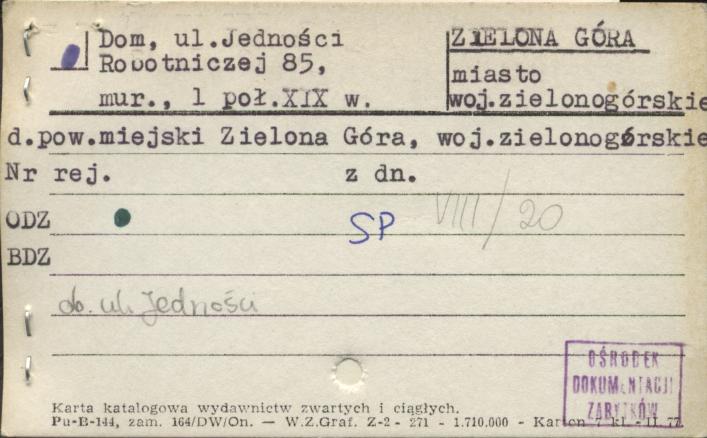 Dom, ul.Jedności
Robotniczej 85,
mur., 1 poł.XIX w.
ZIELONA GÓRA
miasto
woj.zielonogórskie
d.pow.miejski Zielona Góra, woj.zielonogórskie
Nr rej. z dn.
ODZ SP VIII/20
BDZ
ob. ul. Jedności
OŚRODEK
DOKUMENTACJI
ZABYTKÓW
Karta katalogowa wydawnictw zwartych i ciągłych.
Pu-B-144, zam. 164/DW/On. — W.Z.Graf. Z-2 - 271 - 1.710.000 - Karton 7 kl. - 11.77.